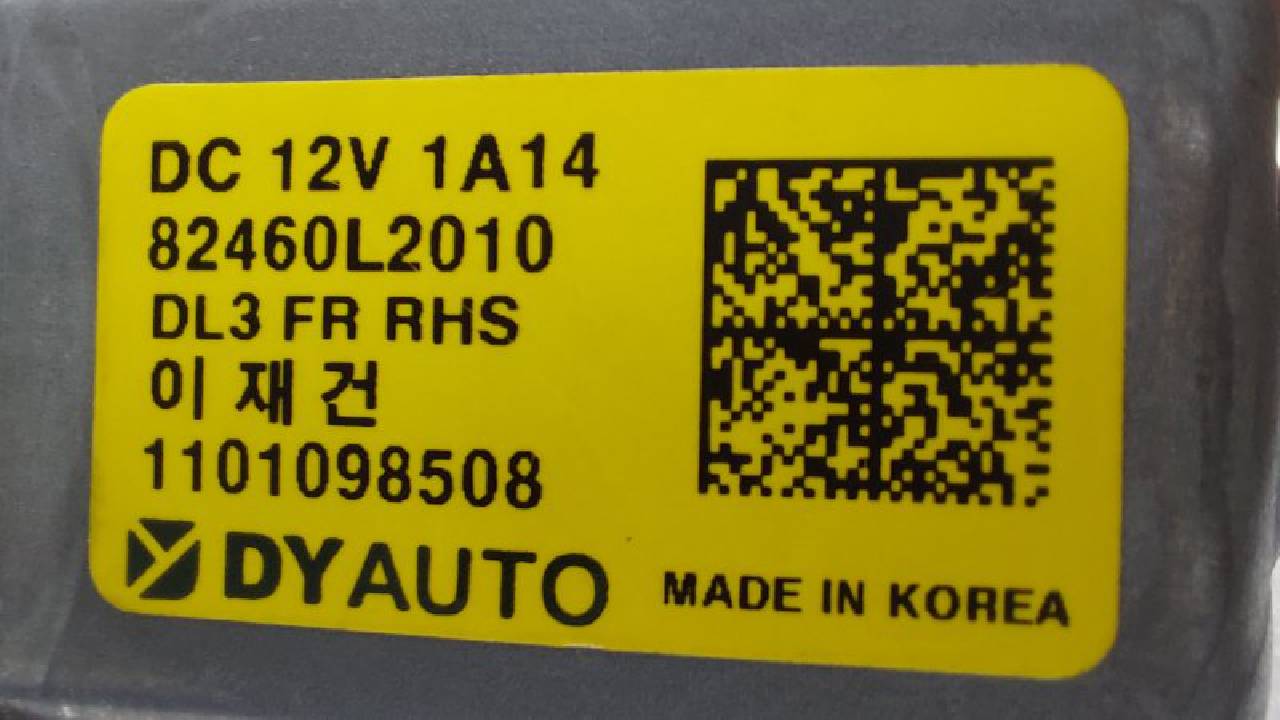 DC 12V 1A14
82460L2010
DL3 FR RHS
이 재 건
1101098508
DYAUTO
MADE IN KOREA